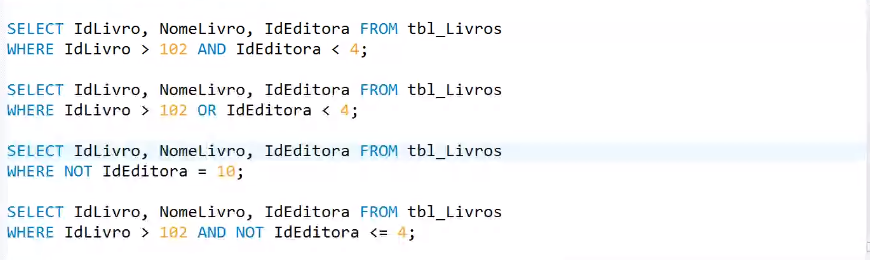 SELECT IdLivro, NomeLivro, IdEditora FROM tbl_Livros
WHERE IdLivro > 102 AND IdEditora < 4;
SELECT IdLivro, NomeLivro, IdEditora FROM tbl_Livros
WHERE IdLivro > 102 OR IdEditora < 4;
SELECT IdLivro, NomeLivro, IdEditora FROM tbl_Livros
WHERE NOT IdEditora = 10;
SELECT IdLivro, NomeLivro, IdEditora FROM tbl_Livros
WHERE IdLivro > 102 AND NOT IdEditora <= 4;